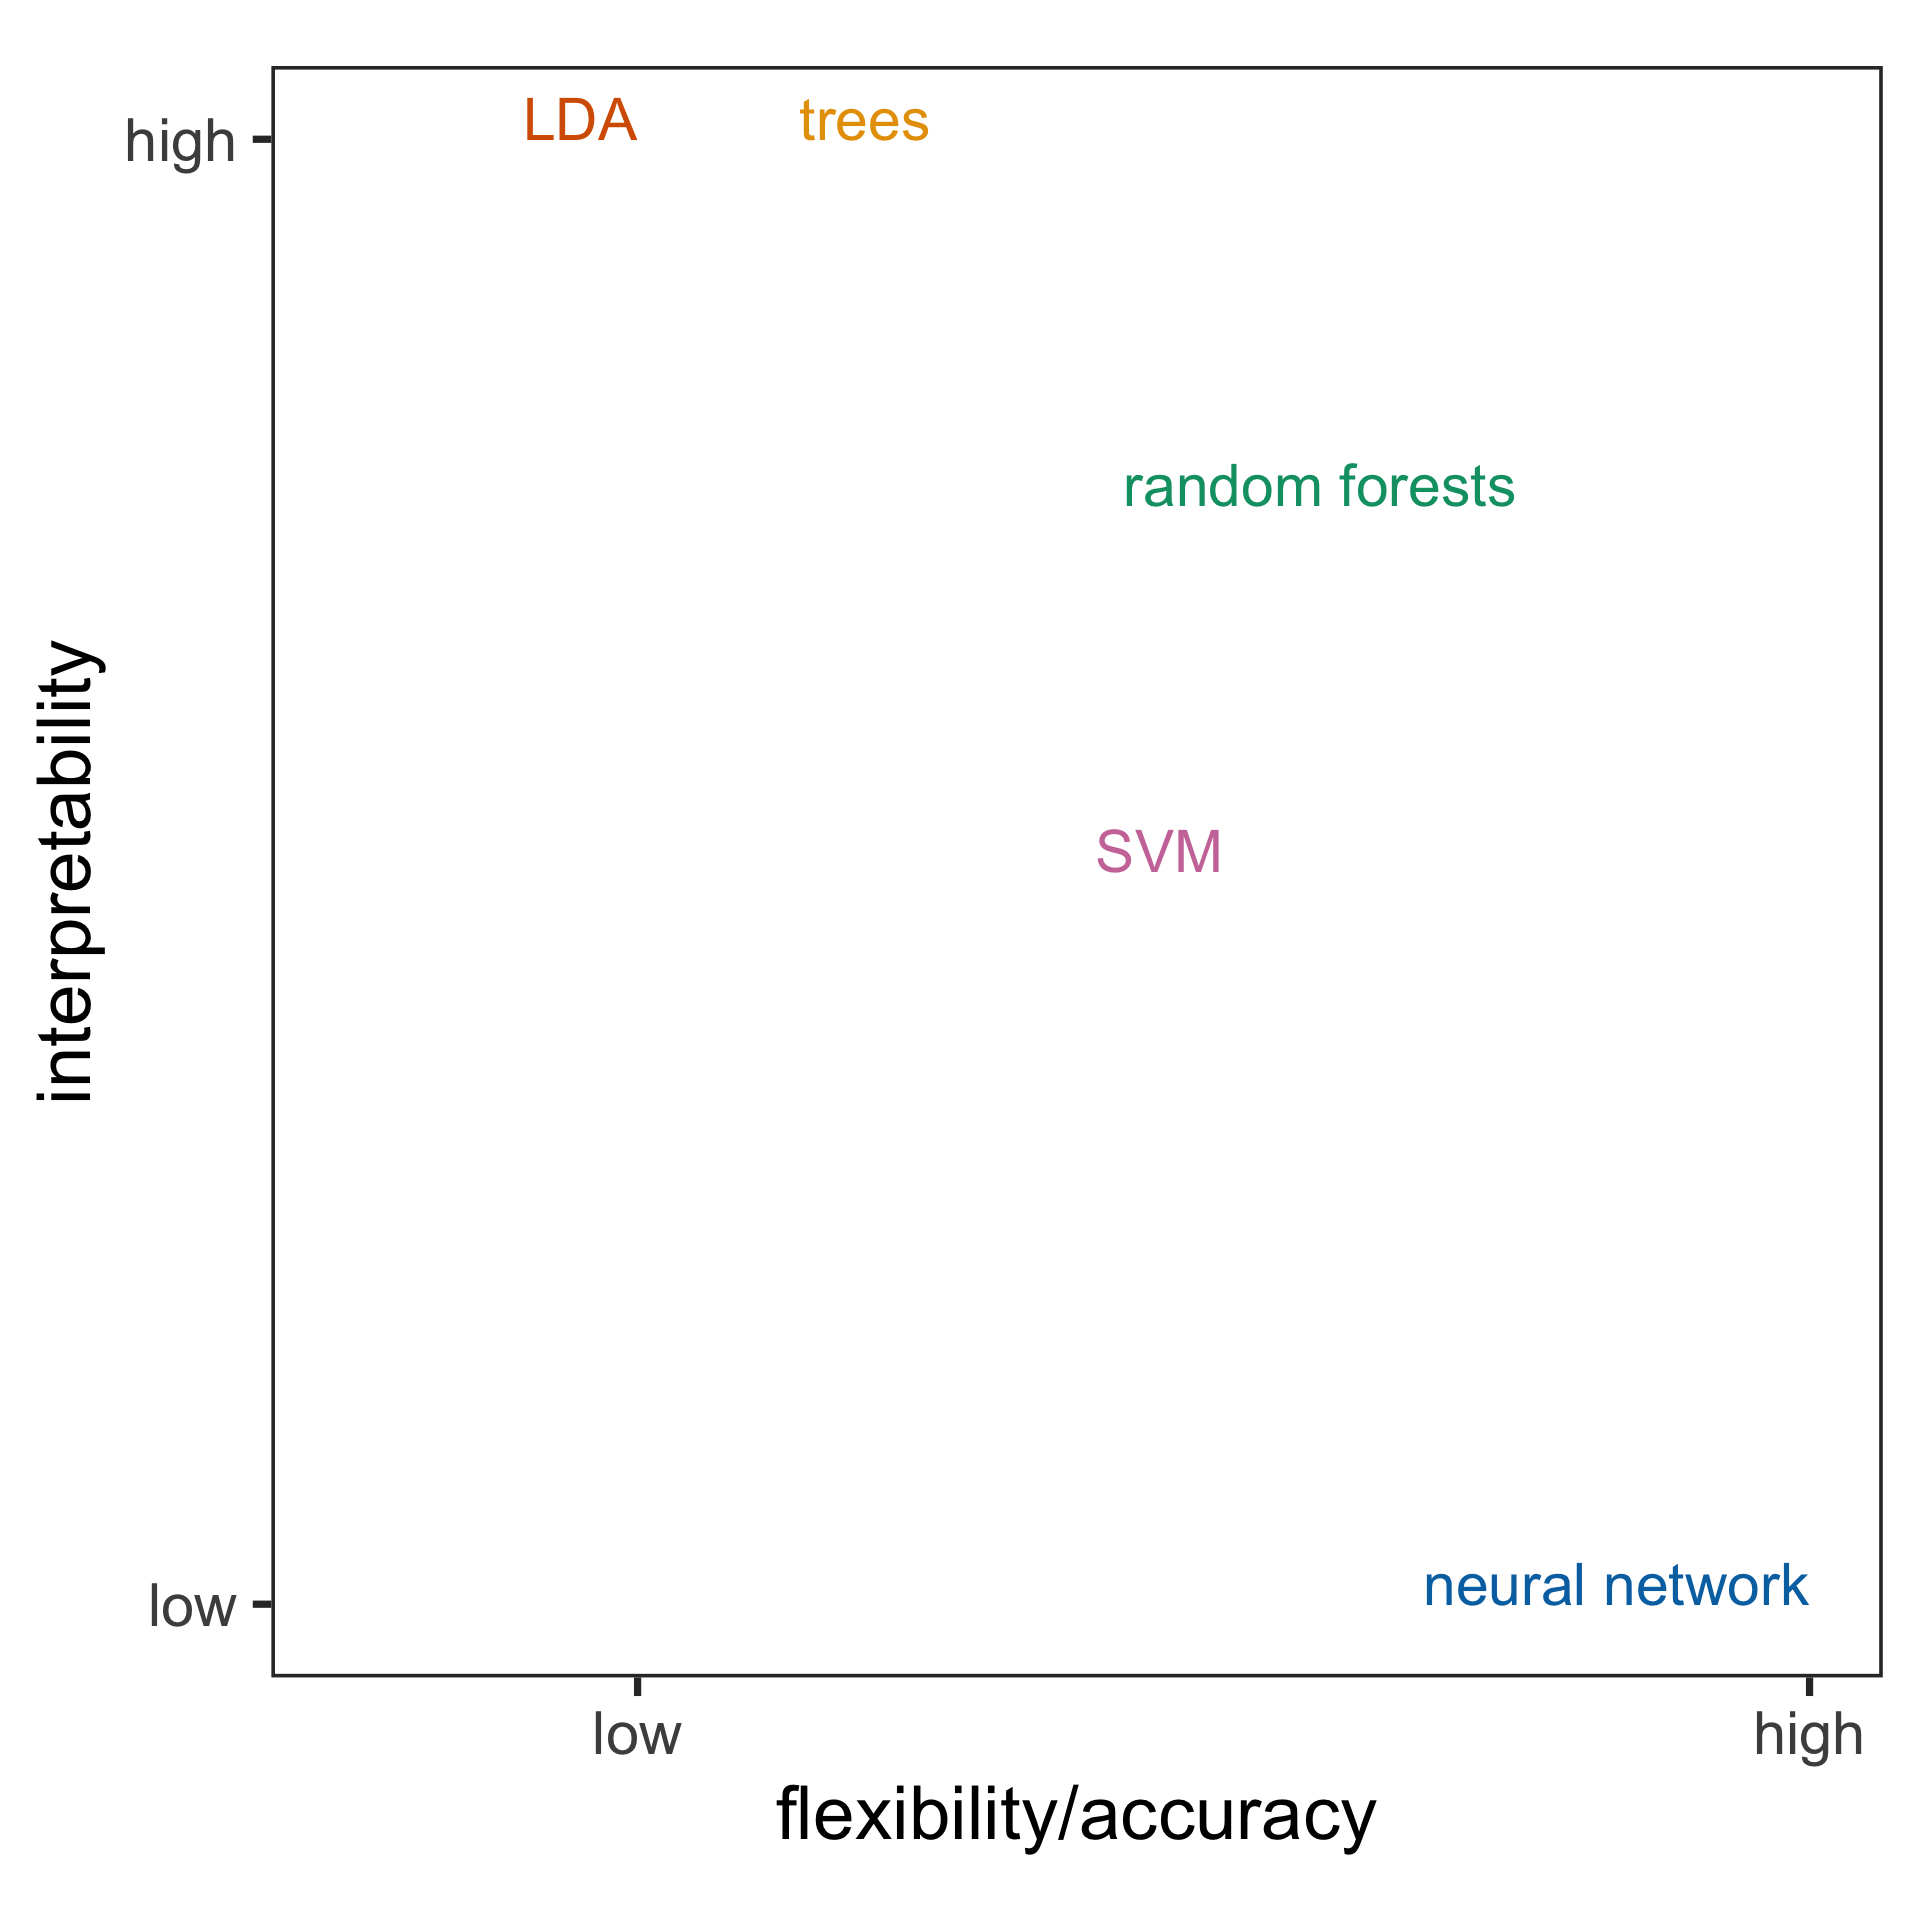 high
LDA
trees
random forests
interpretability
SVM
neural network
low
low
high
flexibility/accuracy